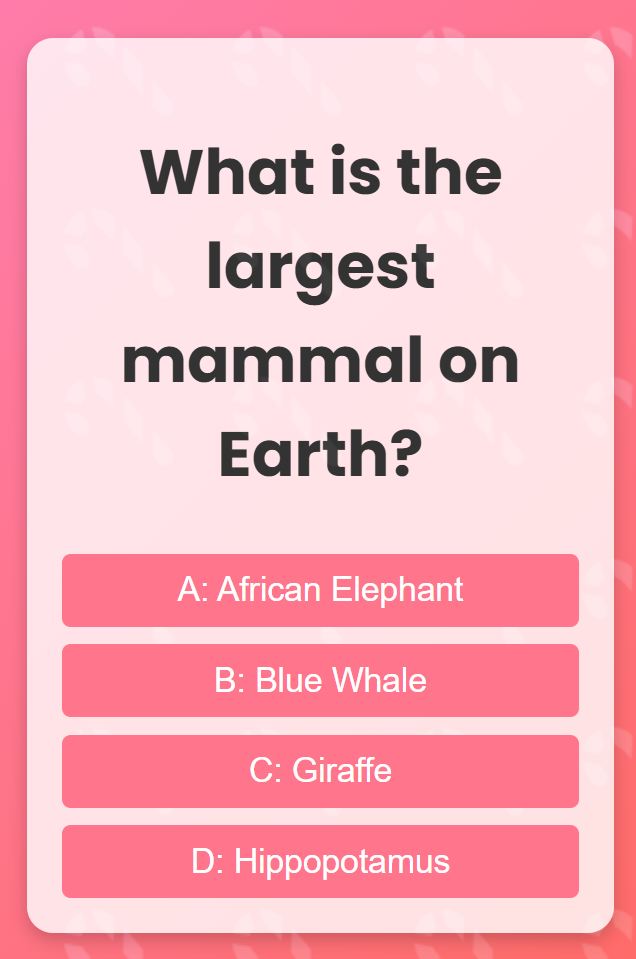 What is the
largest
mammal on
Earth?
A: African Elephant
B: Blue Whale
C: Giraffe
D: Hippopotamus